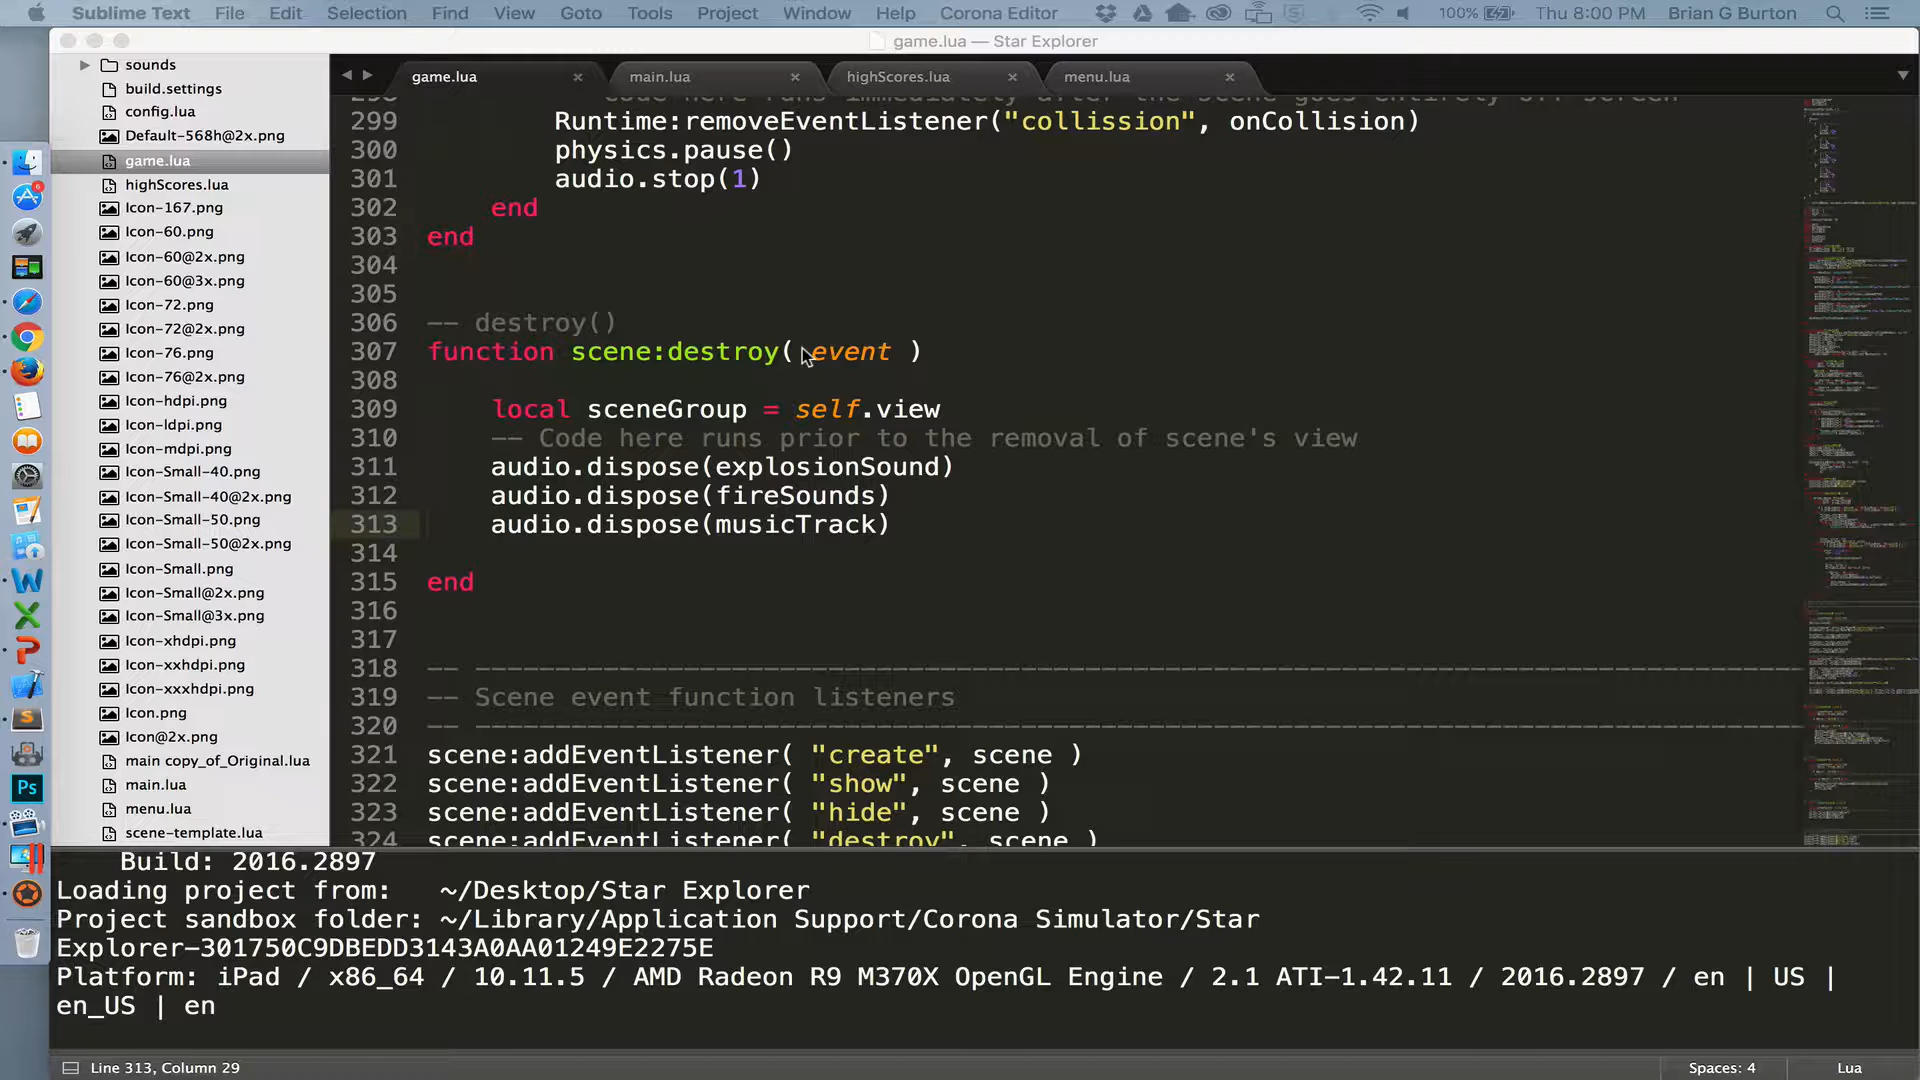 Sublime Text File Edit Selection Find View Goto Tools Project Window Help Corona Editor 100% Thu 8:00 PM Brian G Burton
game.lua — Star Explorer
sounds
build.settings
config.lua
Default-568h@2x.png
game.lua
highScores.lua
Icon-167.png
Icon-60.png
Icon-60@2x.png
Icon-60@3x.png
Icon-72.png
Icon-72@2x.png
Icon-76.png
Icon-76@2x.png
Icon-hdpi.png
Icon-ldpi.png
Icon-mdpi.png
Icon-Small-40.png
Icon-Small-40@2x.png
Icon-Small-50.png
Icon-Small-50@2x.png
Icon-Small.png
Icon-Small@2x.png
Icon-Small@3x.png
Icon-xhdpi.png
Icon-xxhdpi.png
Icon-xxxhdpi.png
Icon.png
Icon@2x.png
main copy_of_Original.lua
main.lua
menu.lua
scene-template.lua
game.lua main.lua highScores.lua menu.lua
298 -- Code here runs immediately after the scene goes entirely off screen
299 Runtime:removeEventListener("collission", onCollision)
300 physics.pause()
301 audio.stop(1)
302 end
303 end
304
305
306 -- destroy()
307 function scene:destroy( event )
308
309 local sceneGroup = self.view
310 -- Code here runs prior to the removal of scene's view
311 audio.dispose(explosionSound)
312 audio.dispose(fireSounds)
313 audio.dispose(musicTrack)
314
315 end
316
317
318 -- -----------------------------------------------------------------------------------
319 -- Scene event function listeners
320 -- -----------------------------------------------------------------------------------
321 scene:addEventListener( "create", scene )
322 scene:addEventListener( "show", scene )
323 scene:addEventListener( "hide", scene )
324 scene:addEventListener( "destroy", scene )
Build: 2016.2897
Loading project from: ~/Desktop/Star Explorer
Project sandbox folder: ~/Library/Application Support/Corona Simulator/Star
Explorer-301750C9DBEDD3143A0AA01249E2275E
Platform: iPad / x86_64 / 10.11.5 / AMD Radeon R9 M370X OpenGL Engine / 2.1 ATI-1.42.11 / 2016.2897 / en | US |
en_US | en
Line 313, Column 29 Spaces: 4 Lua